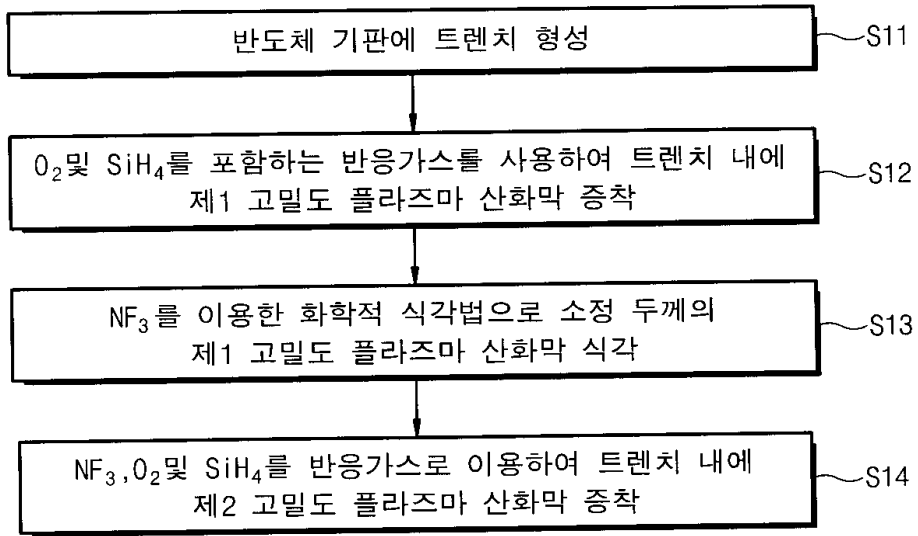 반도체 기판에 트렌치 형성
S11
O₂및 SiH₄를 포함하는 반응가스를 사용하여 트렌치 내에
제1 고밀도 플라즈마 산화막 증착
S12
NF₃를 이용한 화학적 식각법으로 소정 두께의
제1 고밀도 플라즈마 산화막 식각
S13
NF₃,O₂및 SiH₄를 반응가스로 이용하여 트렌치 내에
제2 고밀도 플라즈마 산화막 증착
S14